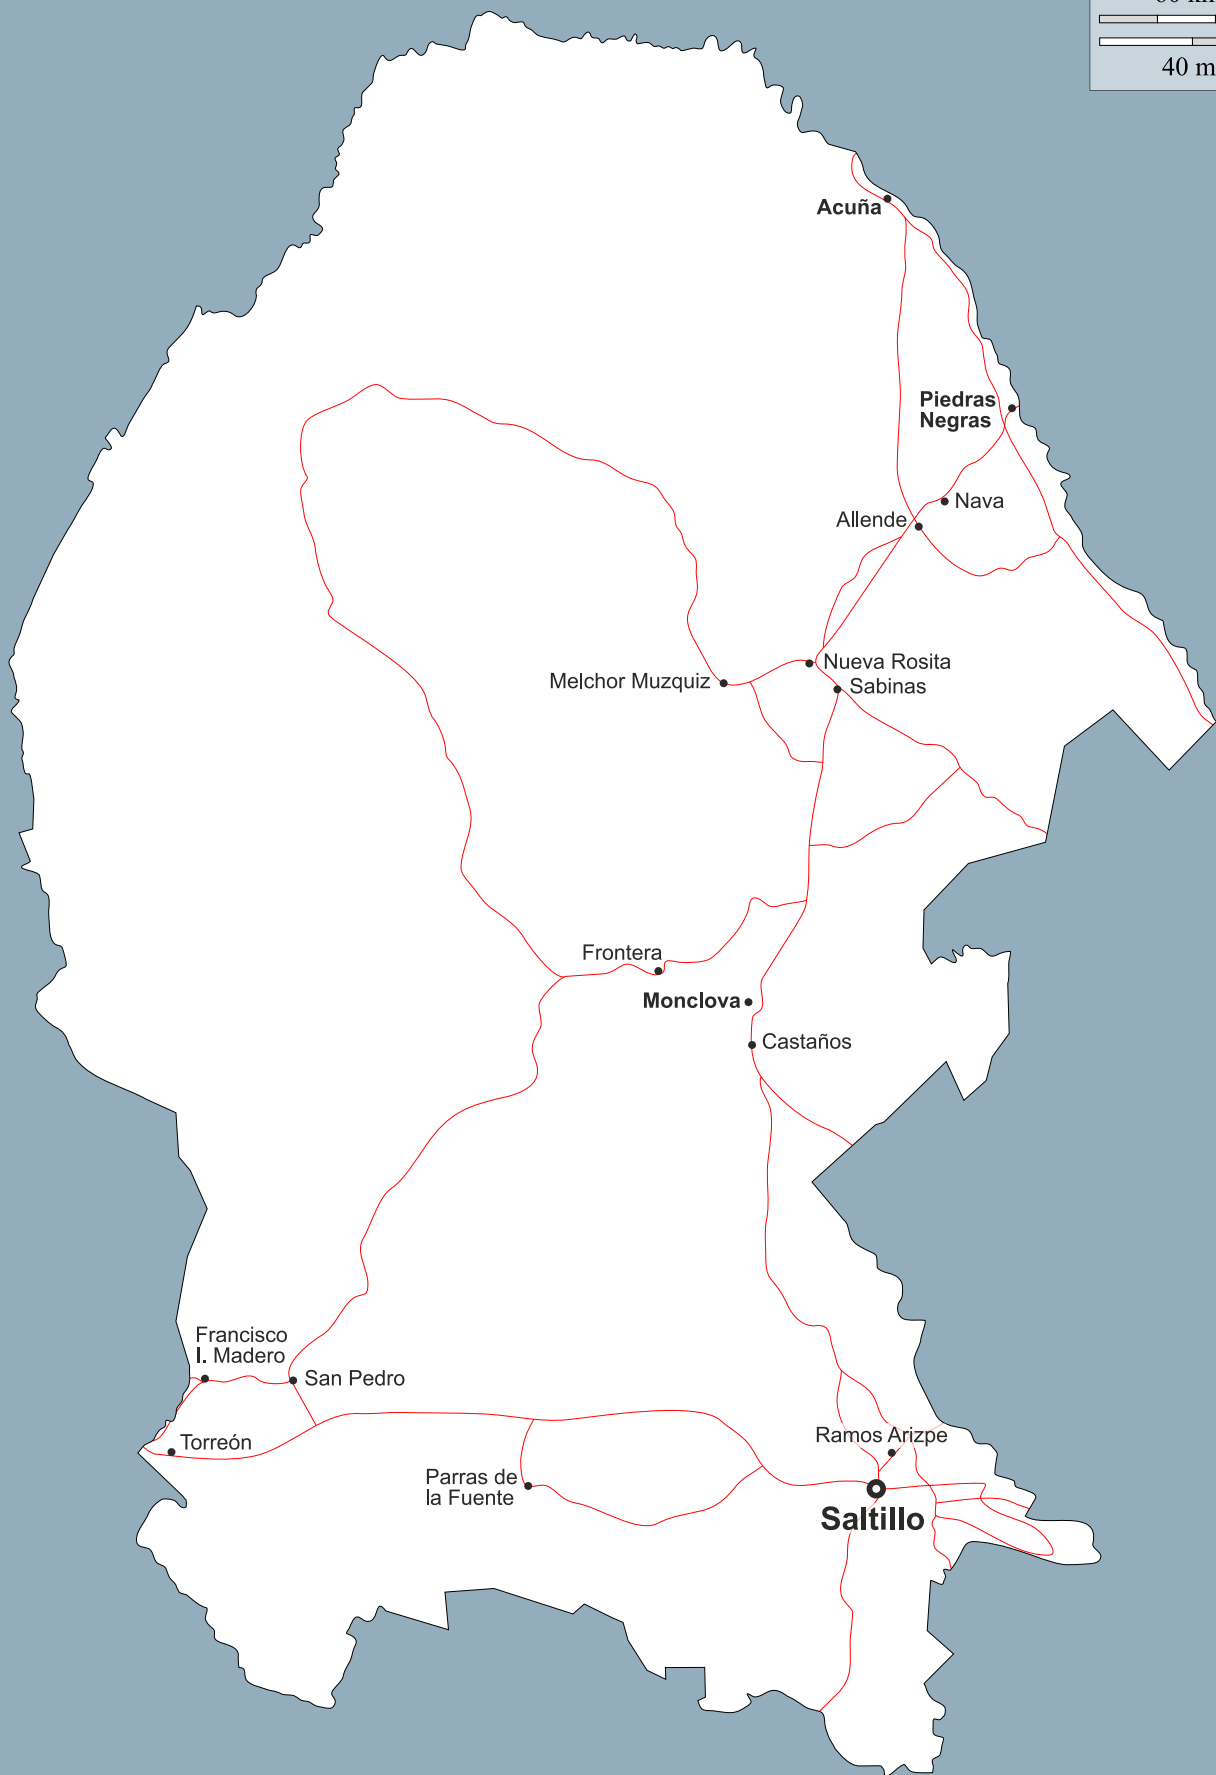 40 m
Acuña
Piedras
Negras
Nava
Allende
Nueva Rosita
Melchor Muzquiz
Sabinas
Frontera
Monclova
Castaños
Francisco
I. Madero
San Pedro
Ramos Arizpe
Torreón
Parras de
la Fuente
Saltillo